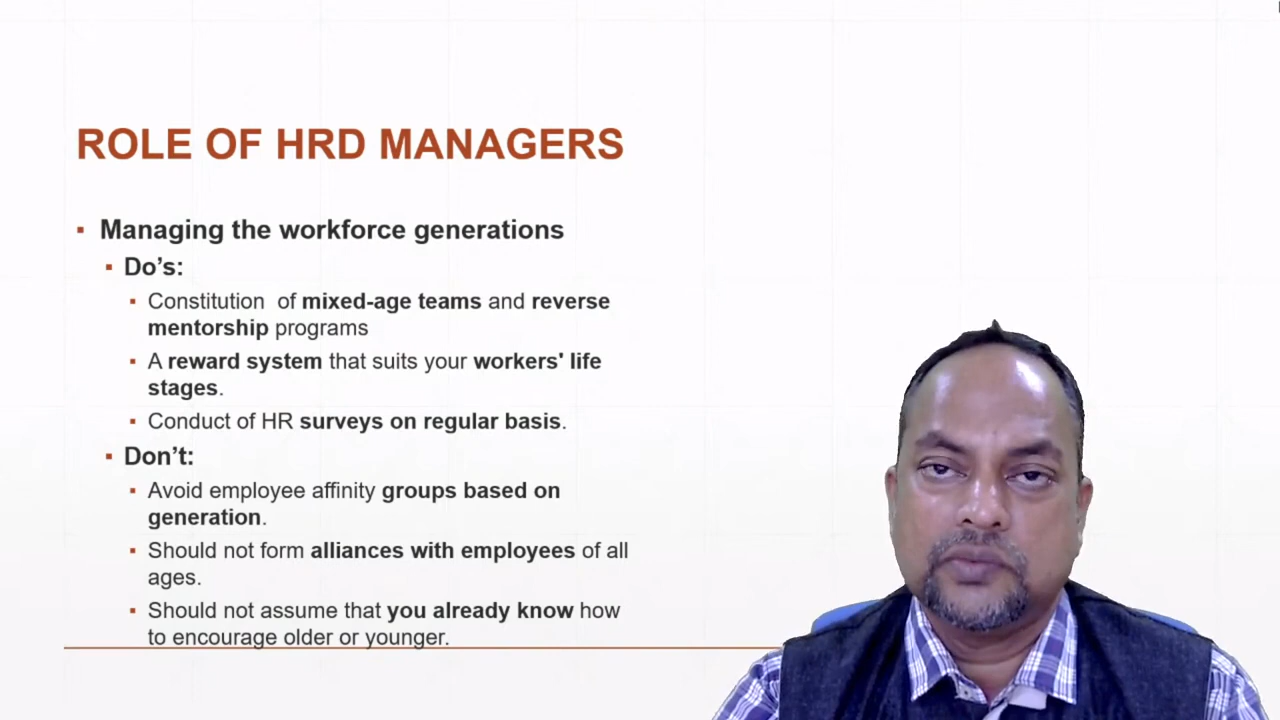 ROLE OF HRD MANAGERS
▪ Managing the workforce generations
▪ Do’s:
▪ Constitution of mixed-age teams and reverse
mentorship programs
▪ A reward system that suits your workers' life
stages.
▪ Conduct of HR surveys on regular basis.
▪ Don’t:
▪ Avoid employee affinity groups based on
generation.
▪ Should not form alliances with employees of all
ages.
▪ Should not assume that you already know how
to encourage older or younger.